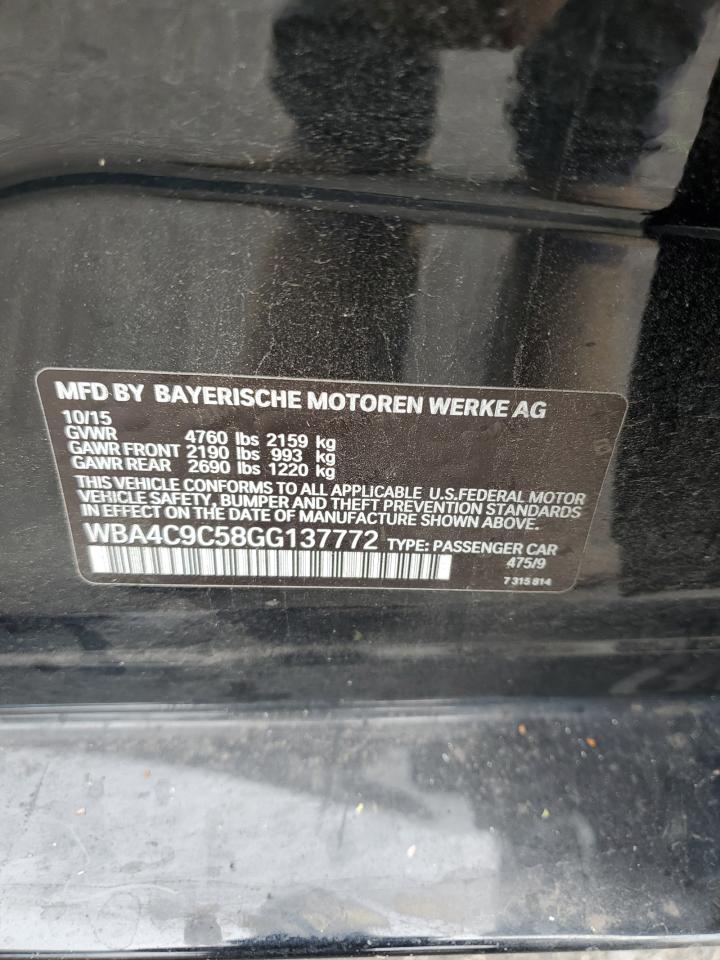 MFD BY BAYERISCHE MOTOREN WERKE AG
10/15
GVWR 4760 lbs 2159 kg
GAWR FRONT 2190 lbs 993 kg
GAWR REAR 2690 lbs 1220 kg
THIS VEHICLE CONFORMS TO ALL APPLICABLE U.S.FEDERAL MOTOR
VEHICLE SAFETY, BUMPER AND THEFT PREVENTION STANDARDS
IN EFFECT ON THE DATE OF MANUFACTURE SHOWN ABOVE.
WBA4C9C58GG137772 TYPE: PASSENGER CAR
475/9
7 315 814